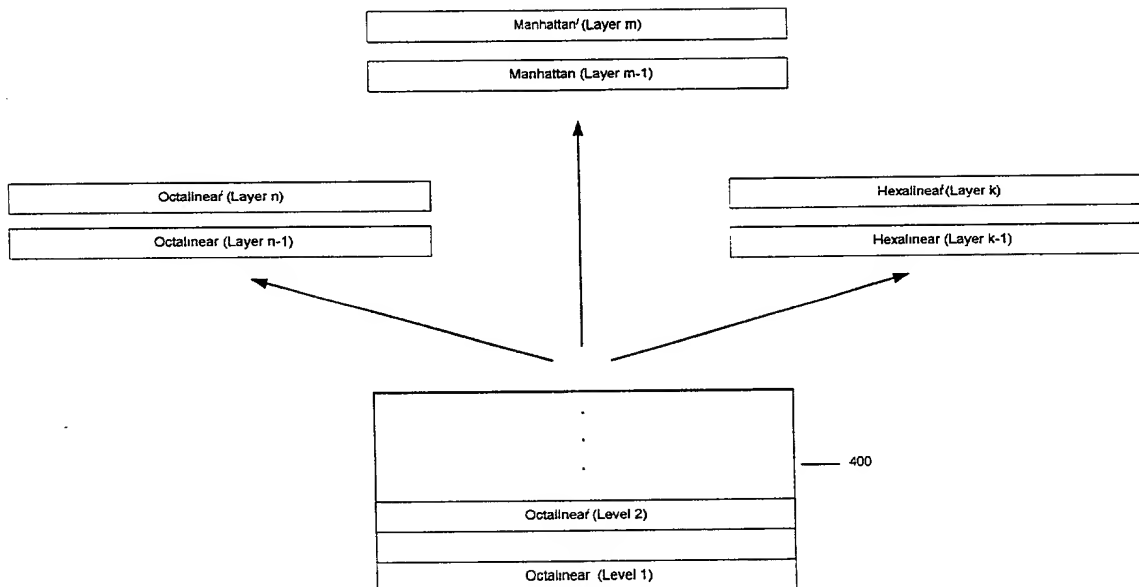 Manhattan' (Layer m)
Manhattan (Layer m-1)
Octalinear' (Layer n)
Octalinear (Layer n-1)
Hexalinear' (Layer k)
Hexalinear (Layer k-1)
400
Octalinear' (Level 2)
Octalinear (Level 1)